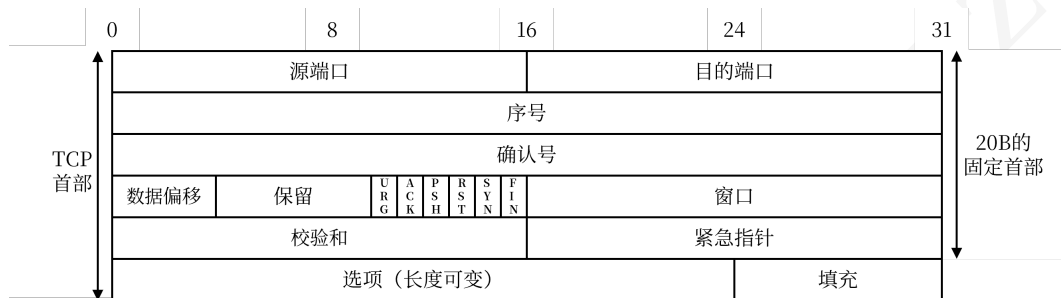 0 8 16 24 31
源端口 目的端口
序号
确认号
TCP
首部
20B的
固定首部
数据偏移 保留 URG ACK PSH RST SYN FIN 窗口
校验和 紧急指针
选项（长度可变） 填充